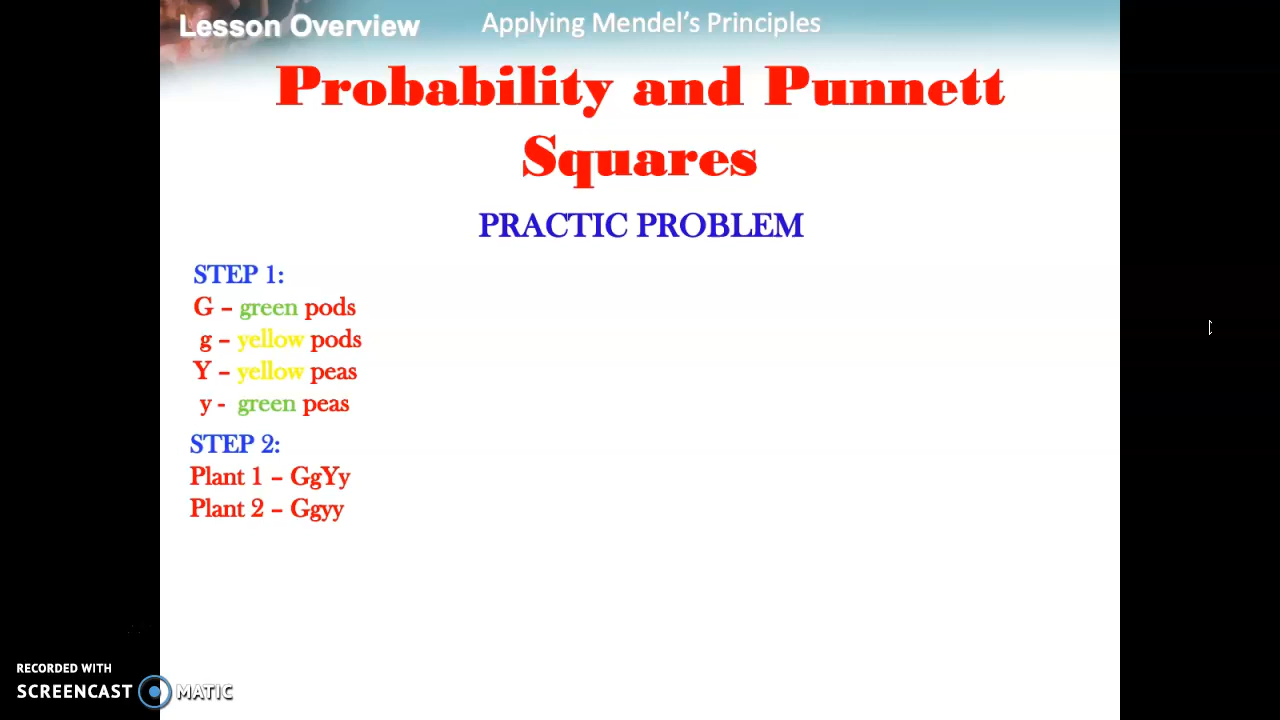 Lesson Overview
Applying Mendel's Principles
Probability and Punnett
Squares
PRACTIC PROBLEM
STEP 1:
G – green pods
g – yellow pods
Y – yellow peas
y - green peas
STEP 2:
Plant 1 – GgYy
Plant 2 – Ggyy
RECORDED WITH
SCREENCAST MATIC